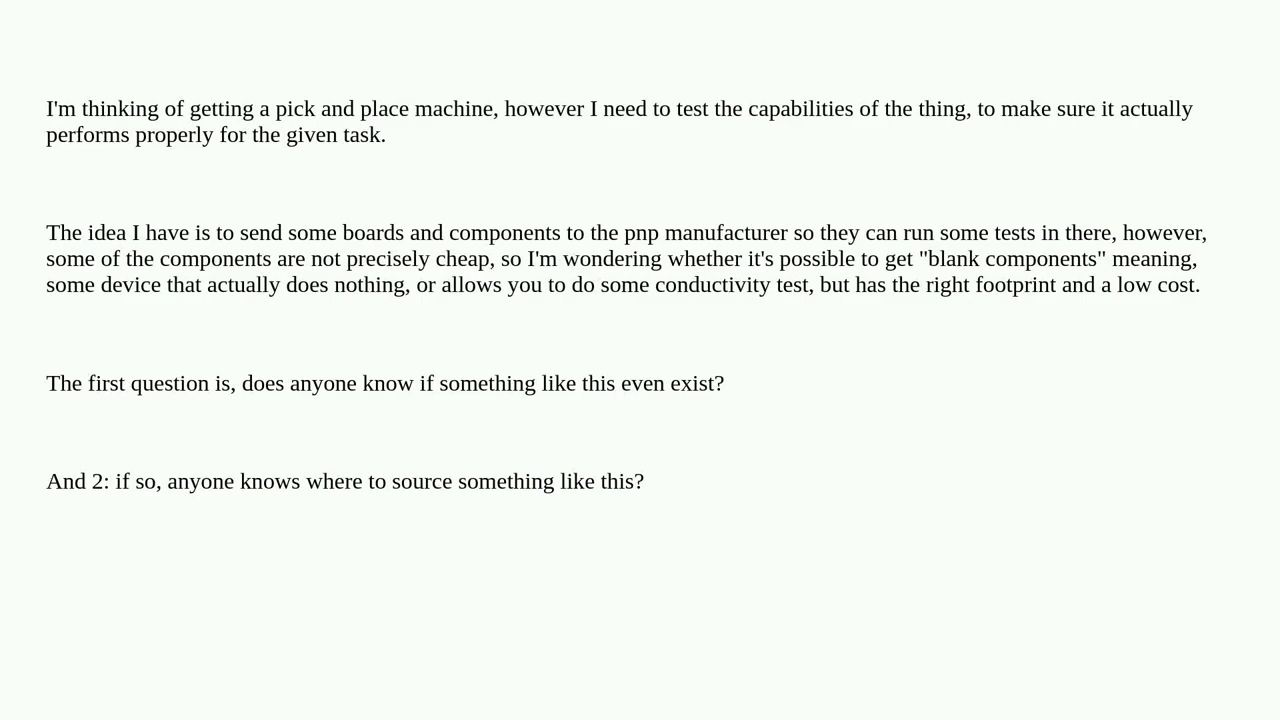 I'm thinking of getting a pick and place machine, however I need to test the capabilities of the thing, to make sure it actually
performs properly for the given task.
The idea I have is to send some boards and components to the pnp manufacturer so they can run some tests in there, however,
some of the components are not precisely cheap, so I'm wondering whether it's possible to get "blank components" meaning,
some device that actually does nothing, or allows you to do some conductivity test, but has the right footprint and a low cost.
The first question is, does anyone know if something like this even exist?
And 2: if so, anyone knows where to source something like this?